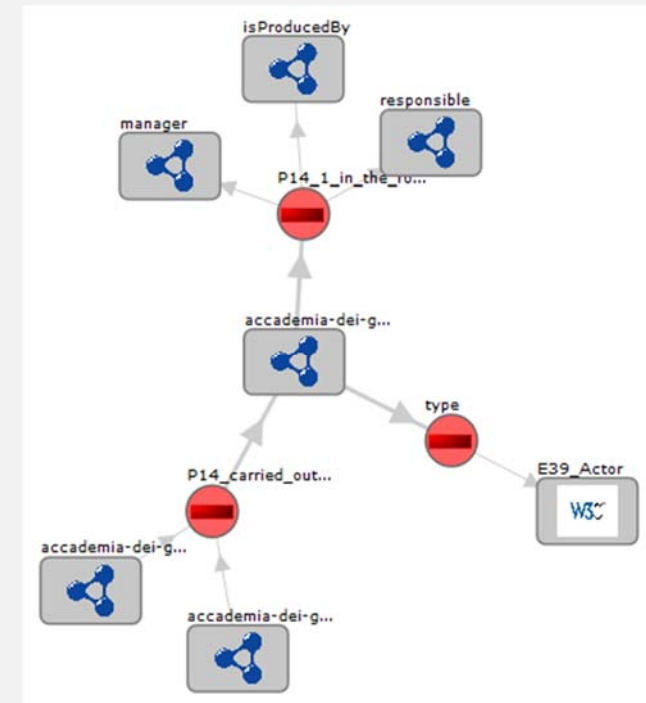 isProducedBy
responsible
manager
P14_1_in_the_ro...
accademia-dei-g...
type
E39_Actor
W3C
P14_carried_out...
accademia-dei-g...
accademia-dei-g...